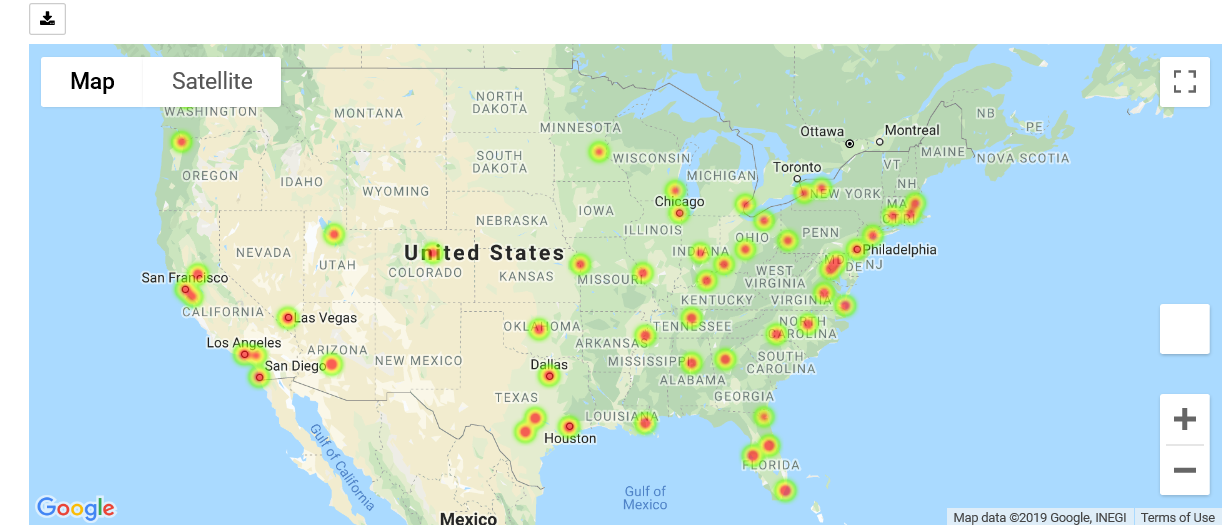 Map
Satellite
WASHINGTON
MONTANA
NORTH
DAKOTA
MINNESOTA
NB
PE
Ottawa
Montreal
OREGON
IDAHO
SOUTH
DAKOTA
WISCONSIN
MICHIGAN
Toronto
VT
MAINE
NOVA SCOTIA
WYOMING
NEW YORK
NH
MA
CT RI
IOWA
Chicago
NEBRASKA
ILLINOIS
INDIANA
OHIO
PENN
NEVADA
UTAH
COLORADO
United States
KANSAS
MISSOURI
WEST
VIRGINIA
MD
DE
NJ
Philadelphia
San Francisco
CALIFORNIA
Las Vegas
KENTUCKY
VIRGINIA
Los Angeles
ARIZONA
NEW MEXICO
OKLAHOMA
ARKANSAS
TENNESSEE
NORTH
CAROLINA
San Diego
Dallas
MISSISSIPPI
ALABAMA
SOUTH
CAROLINA
TEXAS
LOUISIANA
GEORGIA
Houston
FLORIDA
Gulf of
California
Gulf of
Mexico
Mexico
Google
Map data ©2019 Google, INEGI
Terms of Use